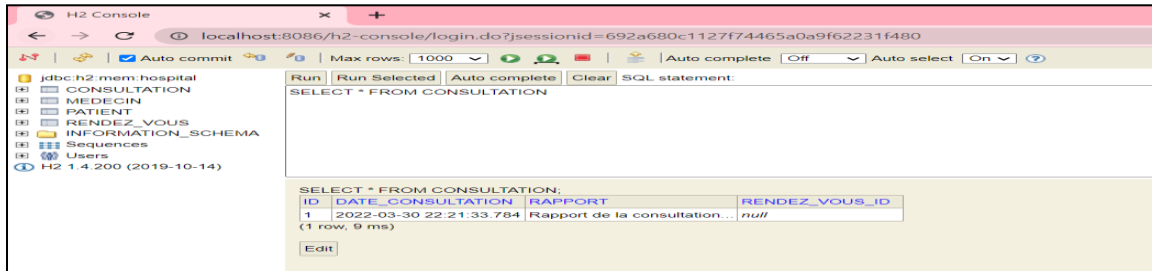 H2 Console
localhost:8086/h2-console/login.do?jsessionid=692a680c1127f74465a0a9f62231f480
Auto commit Max rows: 1000 Auto complete Off Auto select On
jdbc:h2:mem:hospital
CONSULTATION
MEDECIN
PATIENT
RENDEZ_VOUS
INFORMATION_SCHEMA
Sequences
Users
H2 1.4.200 (2019-10-14)
Run Run Selected Auto complete Clear SQL statement:
SELECT * FROM CONSULTATION
SELECT * FROM CONSULTATION;
ID DATE_CONSULTATION RAPPORT RENDEZ_VOUS_ID
1 2022-03-30 22:21:33.784 Rapport de la consultation... null
(1 row, 9 ms)
Edit